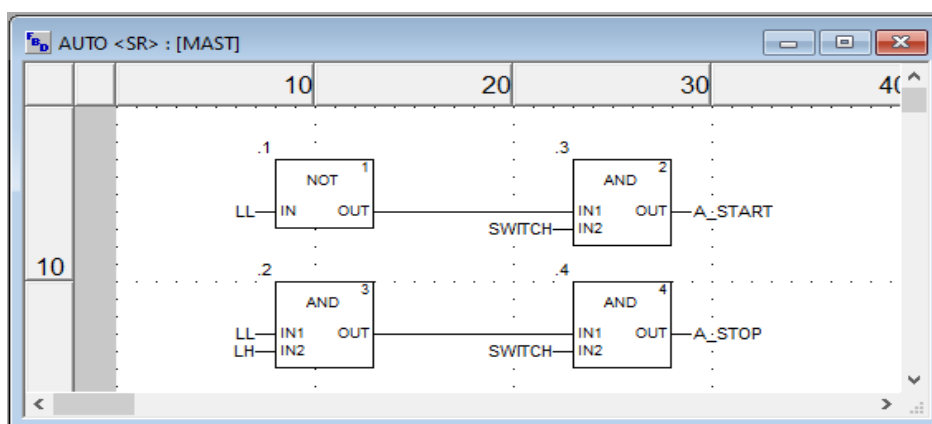 FBD AUTO <SR> : [MAST]
10 20 30 40
.1 .3
1 2
NOT AND
LL IN OUT IN1 OUT A_START
SWITCH IN2
10
.2 .4
3 4
AND AND
LL IN1 OUT IN1 OUT A_STOP
LH IN2 SWITCH IN2